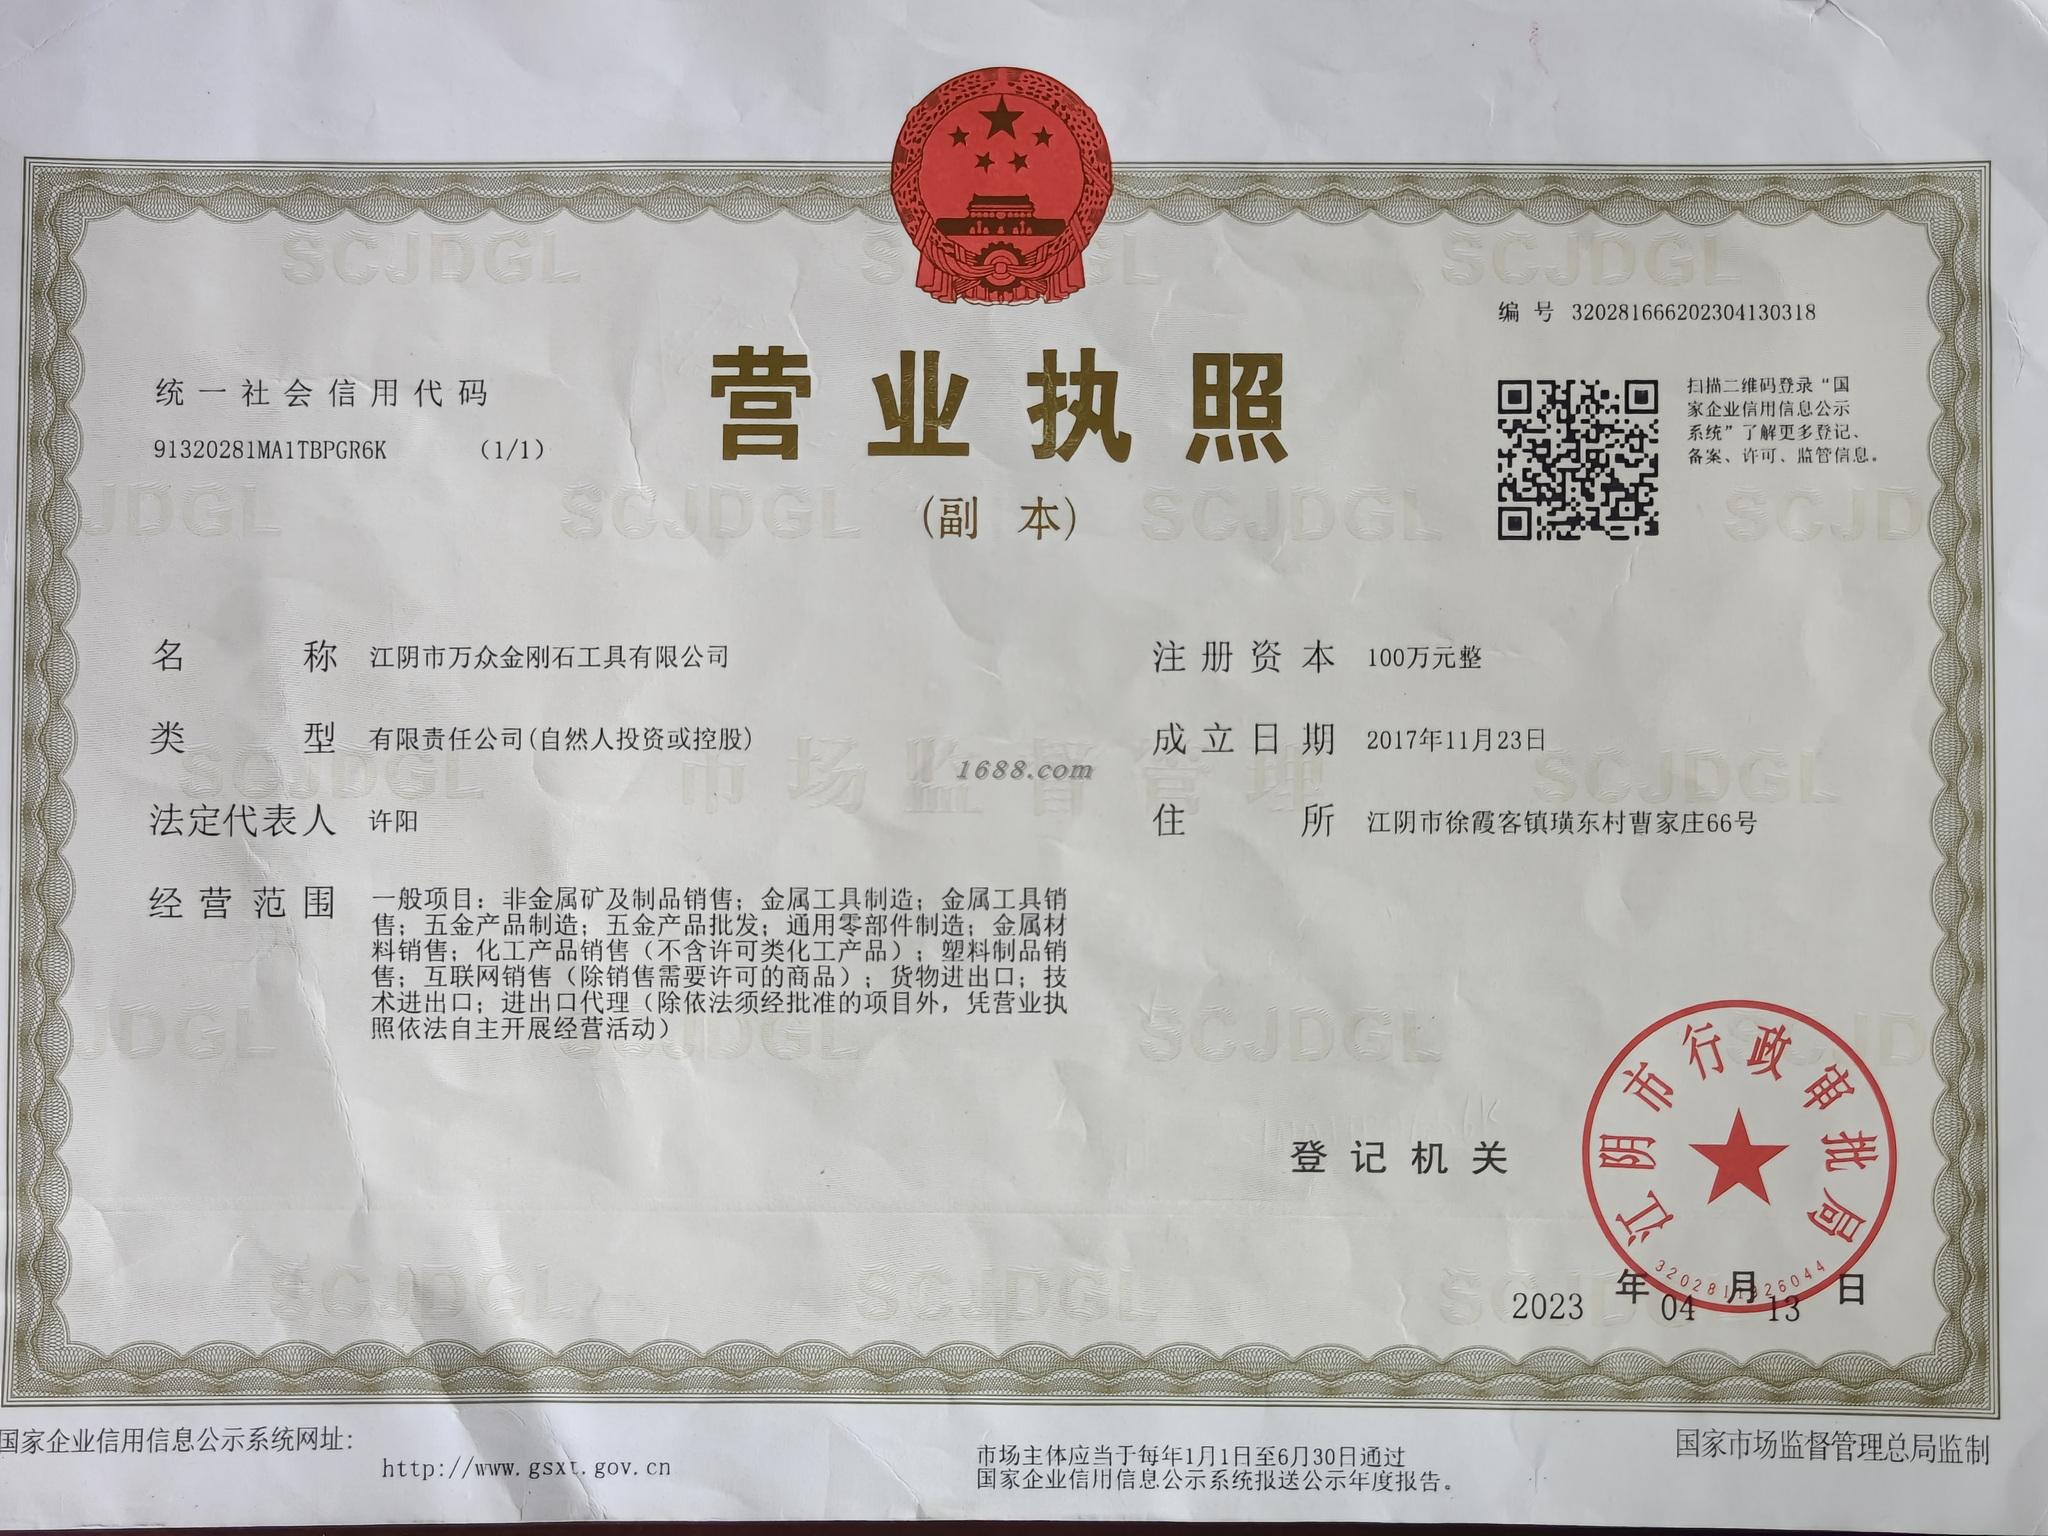 编号 320281666202304130318
统一社会信用代码
91320281MA1TBPGR6K （1/1）
营业执照
（副 本）
扫描二维码登录“国
家企业信用信息公示
系统”了解更多登记、
备案、许可、监管信息。
名称 江阴市万众金刚石工具有限公司
类型 有限责任公司(自然人投资或控股)
法定代表人 许阳
经营范围 一般项目：非金属矿及制品销售；金属工具制造；金属工具销
售；五金产品制造；五金产品批发；通用零部件制造；金属材
料销售；化工产品销售（不含许可类化工产品）；塑料制品销
售；互联网销售（除销售需要许可的商品）；货物进出口；技
术进出口；进出口代理（除依法须经批准的项目外，凭营业执
照依法自主开展经营活动）
注册资本 100万元整
成立日期 2017年11月23日
住所 江阴市徐霞客镇璜东村曹家庄66号
1688.com
市场监督管理
SCJDGL
登记机关
江阴市行政审批局
2023年04月13日
国家企业信用信息公示系统网址：
http://www.gsxt.gov.cn
市场主体应当于每年1月1日至6月30日通过
国家企业信用信息公示系统报送公示年度报告。
国家市场监督管理总局监制